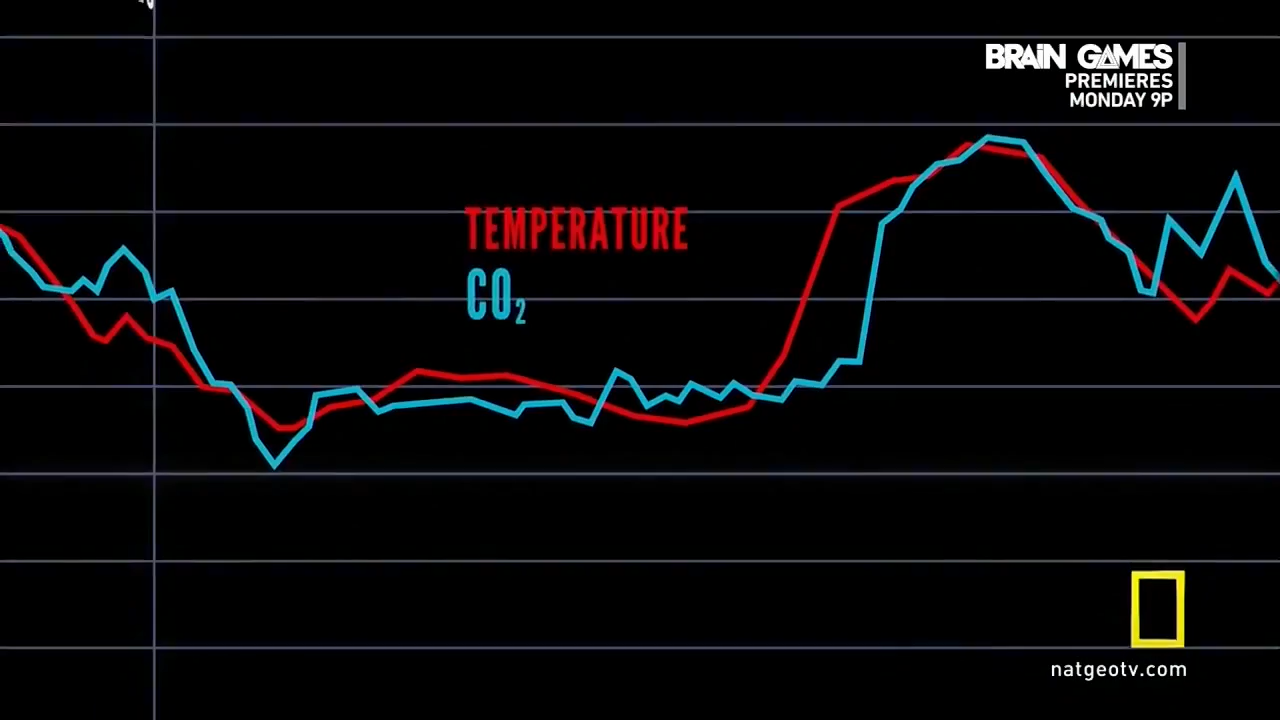 BRAIN GAMES
PREMIERES
MONDAY 9P
TEMPERATURE
CO₂
natgeotv.com